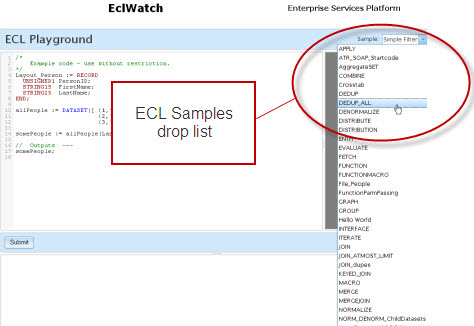 EclWatch
Enterprise Services Platform
ECL Playground
Sample: Simple Filter
1 /*
2 Example code - use without restriction.
3 */
4 Layout_Person := RECORD
5 UNSIGNED1 PersonID;
6 STRING15 FirstName;
7 STRING25 LastName;
8 END;
9
10 allPeople := DATASET([ {1,
11 {2,
12 {3,
13
14 somePeople := allPeople(Las
15
16 // Outputs ---
17 somePeople;
18
ECL Samples
drop list
APPLY
ATR_SOAP_Startcode
AggregateSET
COMBINE
Crosstab
DEDUP
DEDUP_ALL
DENORMALIZE
DISTRIBUTE
DISTRIBUTION
ENTH
EVALUATE
FETCH
FUNCTION
FUNCTIONMACRO
File_People
FunctionParmPassing
GRAPH
GROUP
Hello World
INTERFACE
ITERATE
JOIN
JOIN_ATMOST_LIMIT
JOIN_dupes
KEYED_JOIN
MACRO
MERGE
MERGEJOIN
NORMALIZE
NORM_DENORM_ChildDatasets
Submit